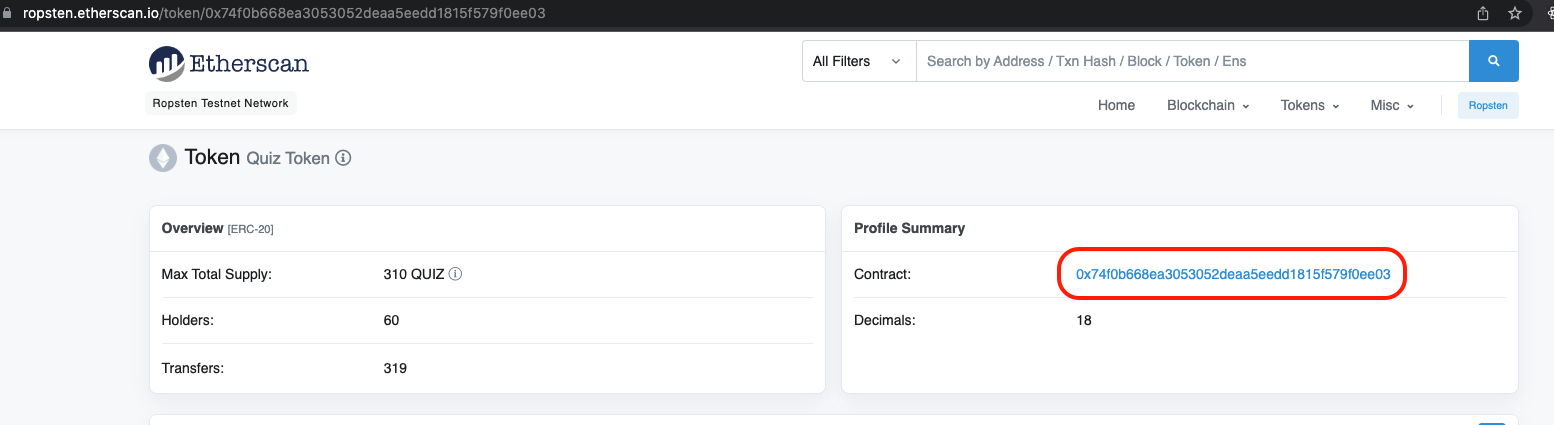 ropsten.etherscan.io/token/0x74f0b668ea3053052deaa5eedd1815f579f0ee03
Etherscan
All Filters
Search by Address / Txn Hash / Block / Token / Ens
Ropsten Testnet Network
Home Blockchain Tokens Misc Ropsten
Token Quiz Token
Overview [ERC-20]
Max Total Supply: 310 QUIZ
Holders: 60
Transfers: 319
Profile Summary
Contract: 0x74f0b668ea3053052deaa5eedd1815f579f0ee03
Decimals: 18